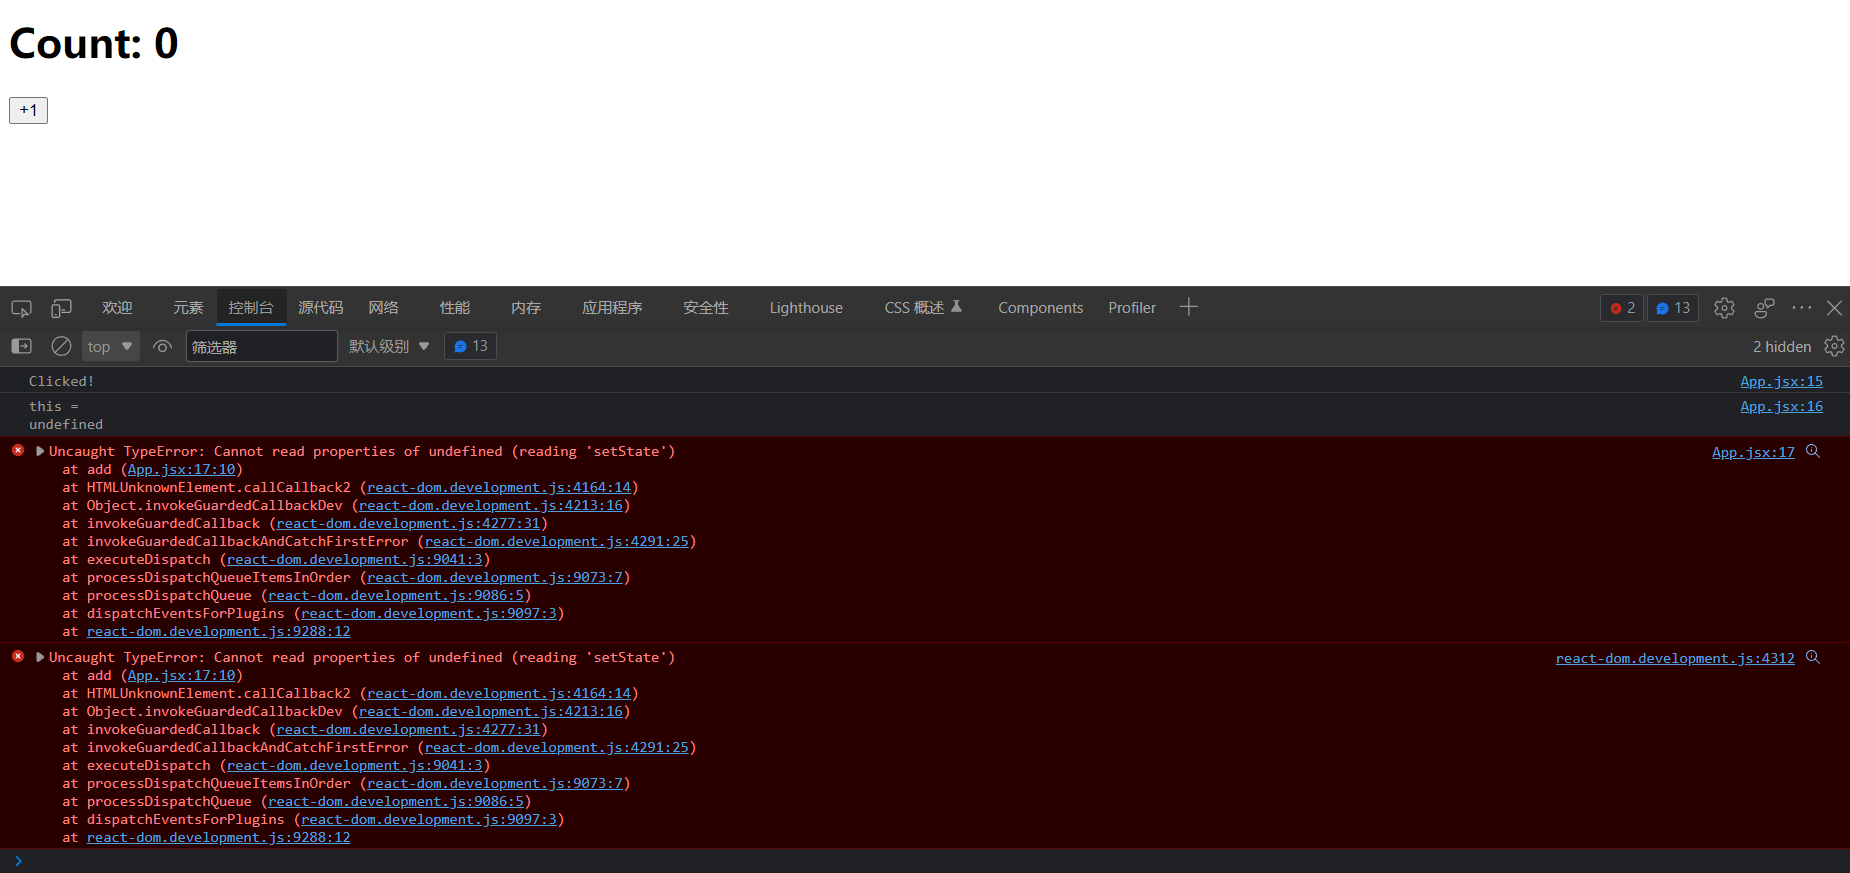 Count: 0
+1
欢迎 元素 控制台 源代码 网络 性能 内存 应用程序 安全性 Lighthouse CSS 概述 Components Profiler 2 13
top 筛选器 默认级别 13 2 hidden
Clicked! App.jsx:15
this = App.jsx:16
undefined
Uncaught TypeError: Cannot read properties of undefined (reading 'setState') App.jsx:17
at add (App.jsx:17:10)
at HTMLUnknownElement.callCallback2 (react-dom.development.js:4164:14)
at Object.invokeGuardedCallbackDev (react-dom.development.js:4213:16)
at invokeGuardedCallback (react-dom.development.js:4277:31)
at invokeGuardedCallbackAndCatchFirstError (react-dom.development.js:4291:25)
at executeDispatch (react-dom.development.js:9041:3)
at processDispatchQueueItemsInOrder (react-dom.development.js:9073:7)
at processDispatchQueue (react-dom.development.js:9086:5)
at dispatchEventsForPlugins (react-dom.development.js:9097:3)
at react-dom.development.js:9288:12
Uncaught TypeError: Cannot read properties of undefined (reading 'setState') react-dom.development.js:4312
at add (App.jsx:17:10)
at HTMLUnknownElement.callCallback2 (react-dom.development.js:4164:14)
at Object.invokeGuardedCallbackDev (react-dom.development.js:4213:16)
at invokeGuardedCallback (react-dom.development.js:4277:31)
at invokeGuardedCallbackAndCatchFirstError (react-dom.development.js:4291:25)
at executeDispatch (react-dom.development.js:9041:3)
at processDispatchQueueItemsInOrder (react-dom.development.js:9073:7)
at processDispatchQueue (react-dom.development.js:9086:5)
at dispatchEventsForPlugins (react-dom.development.js:9097:3)
at react-dom.development.js:9288:12